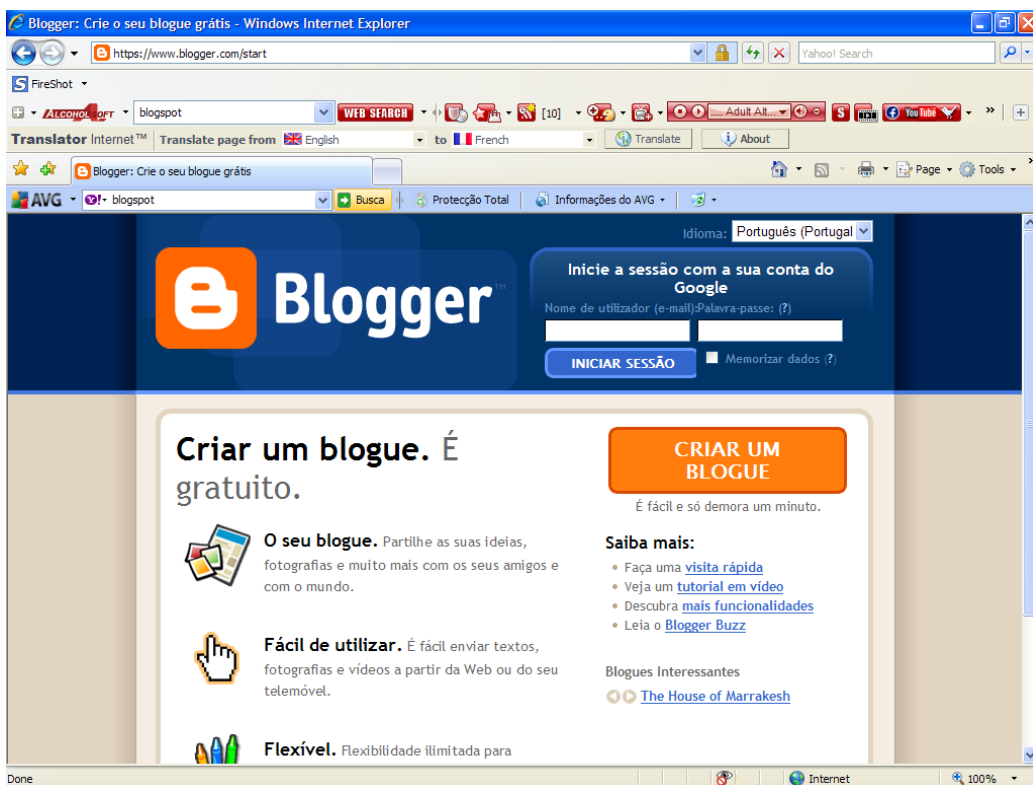 Blogger: Crie o seu blogue grátis - Windows Internet Explorer
https://www.blogger.com/start
Yahoo! Search
FireShot
ALCOHOLSOFT
blogspot
WEB SEARCH
[10]
Adult Alt...
S
YouTube
Translator Internet™ Translate page from English to French Translate About
Blogger: Crie o seu blogue grátis
Page Tools
AVG blogspot Busca Protecção Total Informações do AVG
Idioma: Português (Portugal
Blogger™
Inicie a sessão com a sua conta do
Google
Nome de utilizador (e-mail):Palavra-passe: (?)
INICIAR SESSÃO
Memorizar dados (?)
Criar um blogue. É
gratuito.
O seu blogue. Partilhe as suas ideias,
fotografias e muito mais com os seus amigos e
com o mundo.
Fácil de utilizar. É fácil enviar textos,
fotografias e vídeos a partir da Web ou do seu
telemóvel.
Flexível. Flexibilidade ilimitada para
CRIAR UM
BLOGUE
É fácil e só demora um minuto.
Saiba mais:
Faça uma visita rápida
Veja um tutorial em vídeo
Descubra mais funcionalidades
Leia o Blogger Buzz
Blogues Interessantes
The House of Marrakesh
Done
Internet
100%